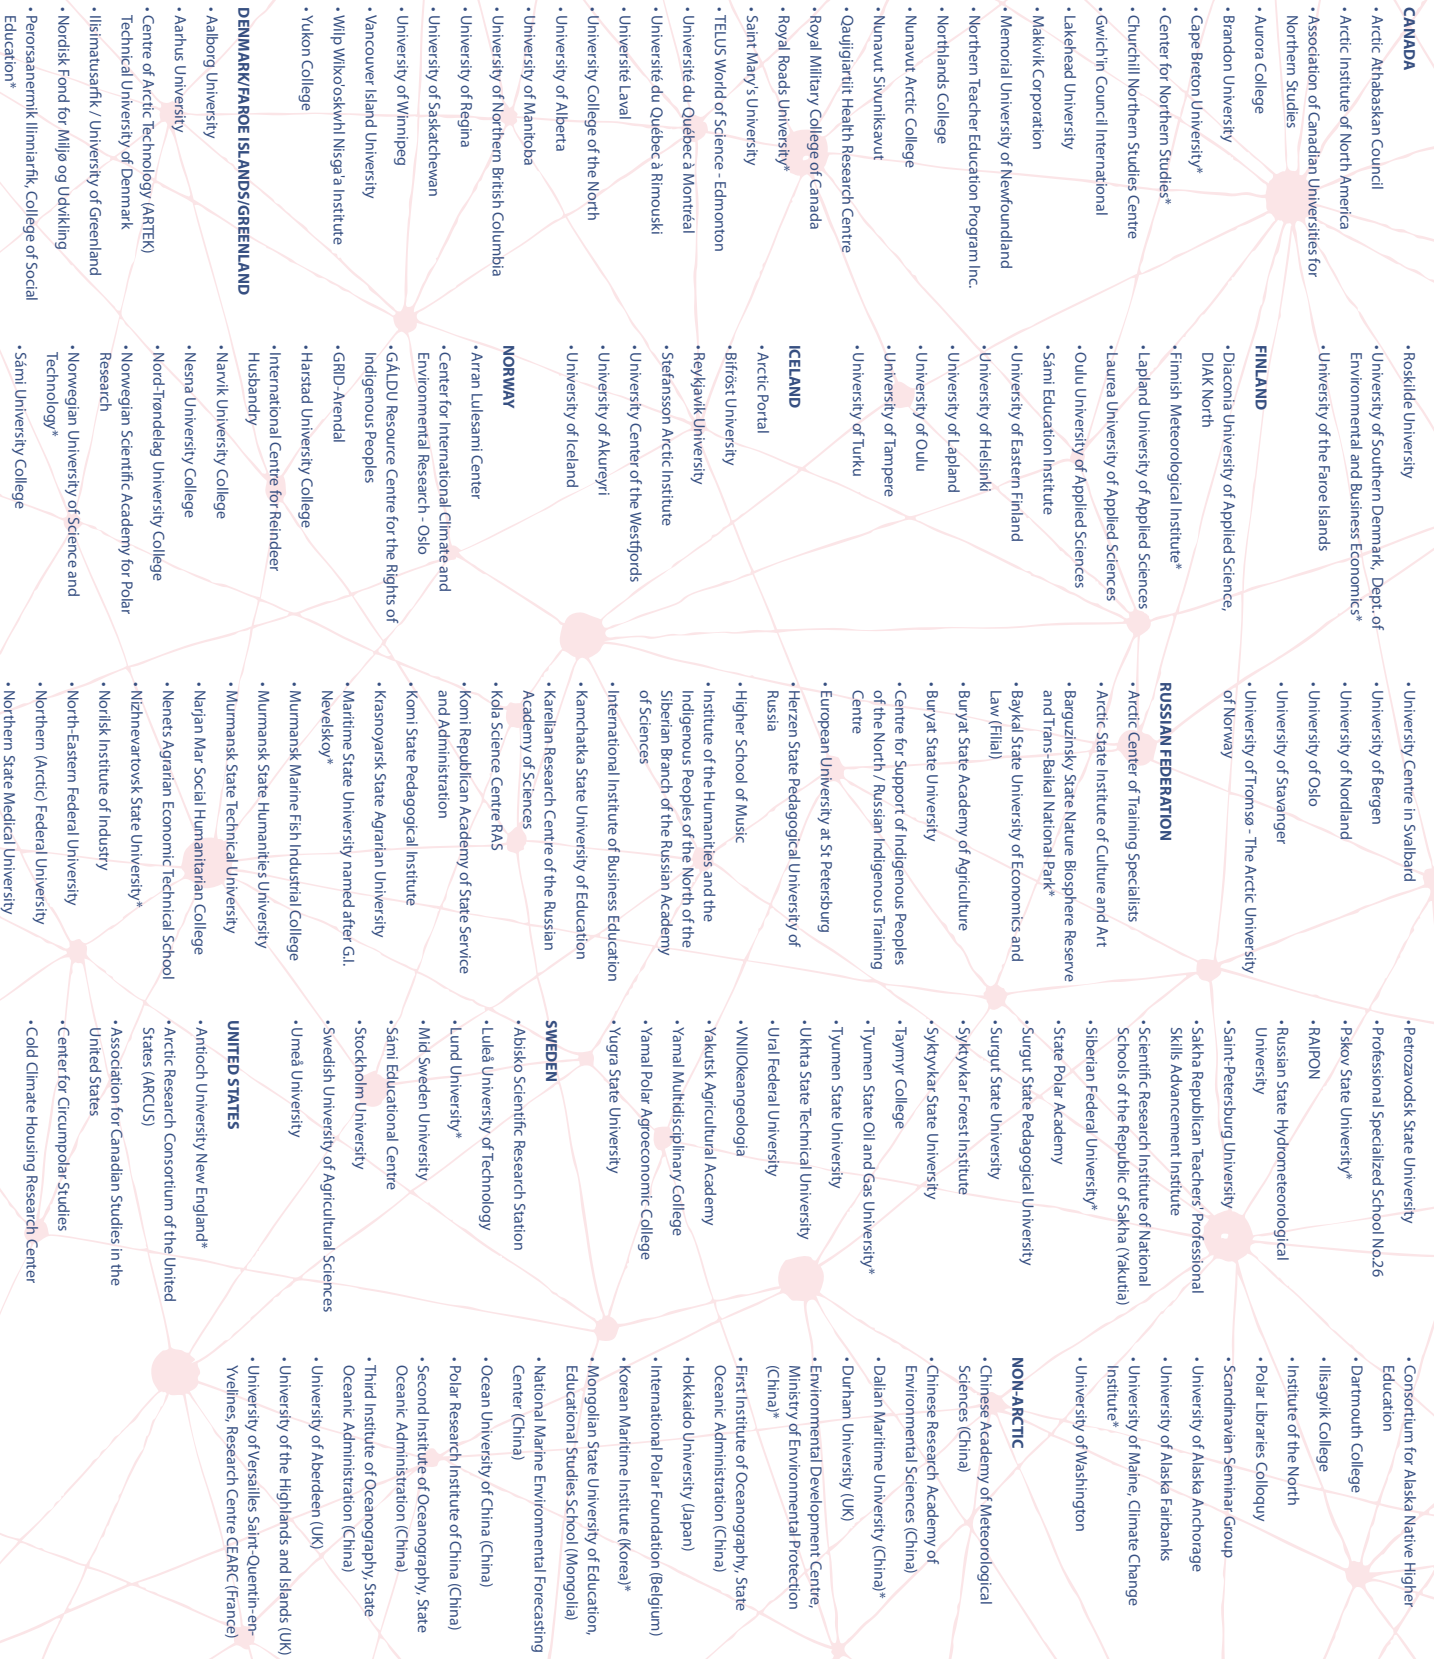 CANADA
• Arctic Athabaskan Council
• Arctic Institute of North America
• Association of Canadian Universities for
Northern Studies
• Aurora College
• Brandon University
• Cape Breton University*
• Center for Northern Studies*
• Churchill Northern Studies Centre
• Gwich'in Council International
• Lakehead University
• Makivik Corporation
• Memorial University of Newfoundland
• Northern Teacher Education Program Inc.
• Northlands College
• Nunavut Arctic College
• Nunavut Sivuniksavut
• Qaujigiartiit Health Research Centre
• Royal Military College of Canada
• Royal Roads University*
• Saint Mary's University
• TELUS World of Science - Edmonton
• Université du Québec à Montréal
• Université du Québec à Rimouski
• Université Laval
• University College of the North
• University of Alberta
• University of Manitoba
• University of Northern British Columbia
• University of Regina
• University of Saskatchewan
• University of Winnipeg
• Vancouver Island University
• Wilp Wilxo'oskwhl Nisga'a Institute
• Yukon College
DENMARK/FAROE ISLANDS/GREENLAND
• Aalborg University
• Aarhus University
• Centre of Arctic Technology (ARTEK)
Technical University of Denmark
• Ilisimatusarfik / University of Greenland
• Nordisk Fond for Miljø og Udvikling
• Perorsaanermik Ilinniarfik, College of Social
Education*
• Roskilde University
• University of Southern Denmark, Dept. of
Environmental and Business Economics*
• University of the Faroe Islands
FINLAND
• Diaconia University of Applied Science,
DIAK North
• Finnish Meteorological Institute*
• Lapland University of Applied Sciences
• Laurea University of Applied Sciences
• Oulu University of Applied Sciences
• Sámi Education Institute
• University of Eastern Finland
• University of Helsinki
• University of Lapland
• University of Oulu
• University of Tampere
• University of Turku
ICELAND
• Arctic Portal
• Bifröst University
• Reykjavik University
• Stefansson Arctic Institute
• University Center of the Westfjords
• University of Akureyri
• University of Iceland
NORWAY
• Arran Lulesami Center
• Center for International Climate and
Environmental Research - Oslo
• GÁLDU Resource Centre for the Rights of
Indigenous Peoples
• GRID-Arendal
• Harstad University College
• International Centre for Reindeer
Husbandry
• Narvik University College
• Nesna University College
• Nord-Trøndelag University College
• Norwegian Scientific Academy for Polar
Research
• Norwegian University of Science and
Technology*
• Sámi University College
• University Centre in Svalbard
• University of Bergen
• University of Nordland
• University of Oslo
• University of Stavanger
• University of Tromsø - The Arctic University
of Norway
RUSSIAN FEDERATION
• Arctic Center of Training Specialists
• Arctic State Institute of Culture and Art
• Barguzinsky State Nature Biosphere Reserve
and Trans-Baikal National Park*
• Baykal State University of Economics and
Law (Filial)
• Buryat State Academy of Agriculture
• Buryat State University
• Centre for Support of Indigenous Peoples
of the North / Russian Indigenous Training
Centre
• European University at St Petersburg
• Herzen State Pedagogical University of
Russia
• Higher School of Music
• Institute of the Humanities and the
Indigenous Peoples of the North of the
Siberian Branch of the Russian Academy
of Sciences
• International Institute of Business Education
• Kamchatka State University of Education
• Karelian Research Centre of the Russian
Academy of Sciences
• Kola Science Centre RAS
• Komi Republican Academy of State Service
and Administration
• Komi State Pedagogical Institute
• Krasnoyarsk State Agrarian University
• Maritime State University named after G.I.
Nevelskoy*
• Murmansk Marine Fish Industrial College
• Murmansk State Humanities University
• Murmansk State Technical University
• Narjan Mar Social Humanitarian College
• Nenets Agrarian Economic Technical School
• Nizhnevartovsk State University*
• Norilsk Institute of Industry
• North-Eastern Federal University
• Northern (Arctic) Federal University
• Northern State Medical University
• Petrozavodsk State University
• Professional Specialized School No.26
• Pskov State University*
• RAIPON
• Russian State Hydrometeorological
University
• Saint-Petersburg University
• Sakha Republican Teachers' Professional
Skills Advancement Institute
• Scientific Research Institute of National
Schools of the Republic of Sakha (Yakutia)
• Siberian Federal University*
• State Polar Academy
• Surgut State Pedagogical University
• Surgut State University
• Syktyvkar Forest Institute
• Syktyvkar State University
• Taymyr College
• Tyumen State Oil and Gas University*
• Tyumen State University
• Ukhta State Technical University
• Ural Federal University
• VNIIOkeangeologia
• Yakutsk Agricultural Academy
• Yamal Multidisciplinary College
• Yamal Polar Agroeconomic College
• Yugra State University
SWEDEN
• Abisko Scientific Research Station
• Luleå University of Technology
• Lund University*
• Mid Sweden University
• Sámi Educational Centre
• Stockholm University
• Swedish University of Agricultural Sciences
• Umeå University
UNITED STATES
• Antioch University New England*
• Arctic Research Consortium of the United
States (ARCUS)
• Association for Canadian Studies in the
United States
• Center for Circumpolar Studies
• Cold Climate Housing Research Center
• Consortium for Alaska Native Higher
Education
• Dartmouth College
• Ilisagvik College
• Institute of the North
• Polar Libraries Colloquy
• Scandinavian Seminar Group
• University of Alaska Anchorage
• University of Alaska Fairbanks
• University of Maine, Climate Change
Institute*
• University of Washington
NON-ARCTIC
• Chinese Academy of Meteorological
Sciences (China)
• Chinese Research Academy of
Environmental Sciences (China)
• Dalian Maritime University (China)*
• Durham University (UK)
• Environmental Development Centre,
Ministry of Environmental Protection
(China)*
• First Institute of Oceanography, State
Oceanic Administration (China)
• Hokkaido University (Japan)
• International Polar Foundation (Belgium)
• Korean Maritime Institute (Korea)*
• Mongolian State University of Education,
Educational Studies School (Mongolia)
• National Marine Environmental Forecasting
Center (China)
• Ocean University of China (China)
• Polar Research Institute of China (China)
• Second Institute of Oceanography, State
Oceanic Administration (China)
• Third Institute of Oceanography, State
Oceanic Administration (China)
• University of Aberdeen (UK)
• University of the Highlands and Islands (UK)
• University of Versailles Saint-Quentin-en-
Yvelines, Research Centre CEARC (France)